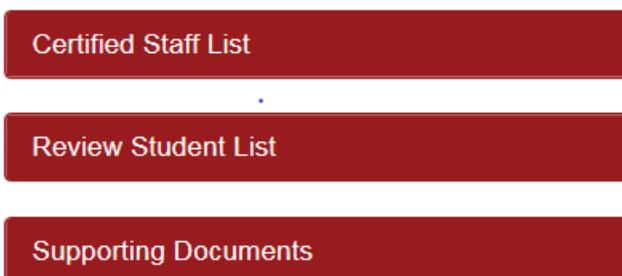 Certified Staff List
Review Student List
Supporting Documents